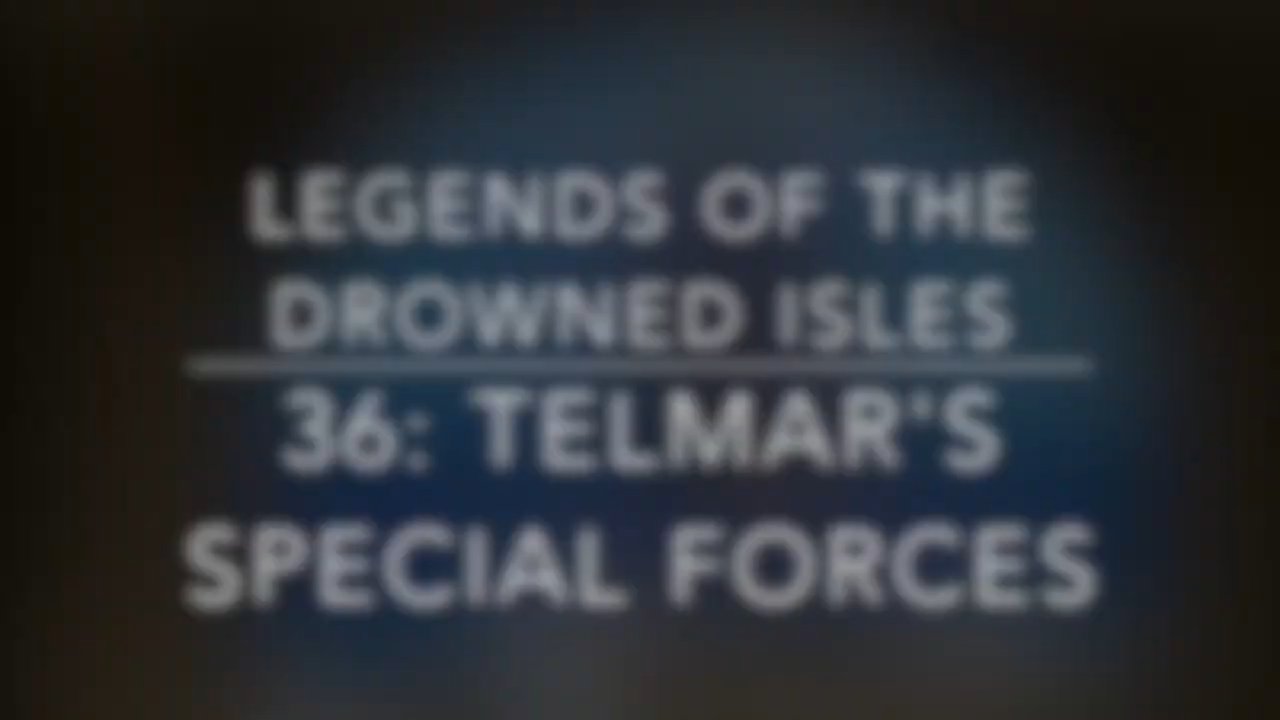 LEGENDS OF THE
DROWNED ISLES
36: TELMAR'S
SPECIAL FORCES